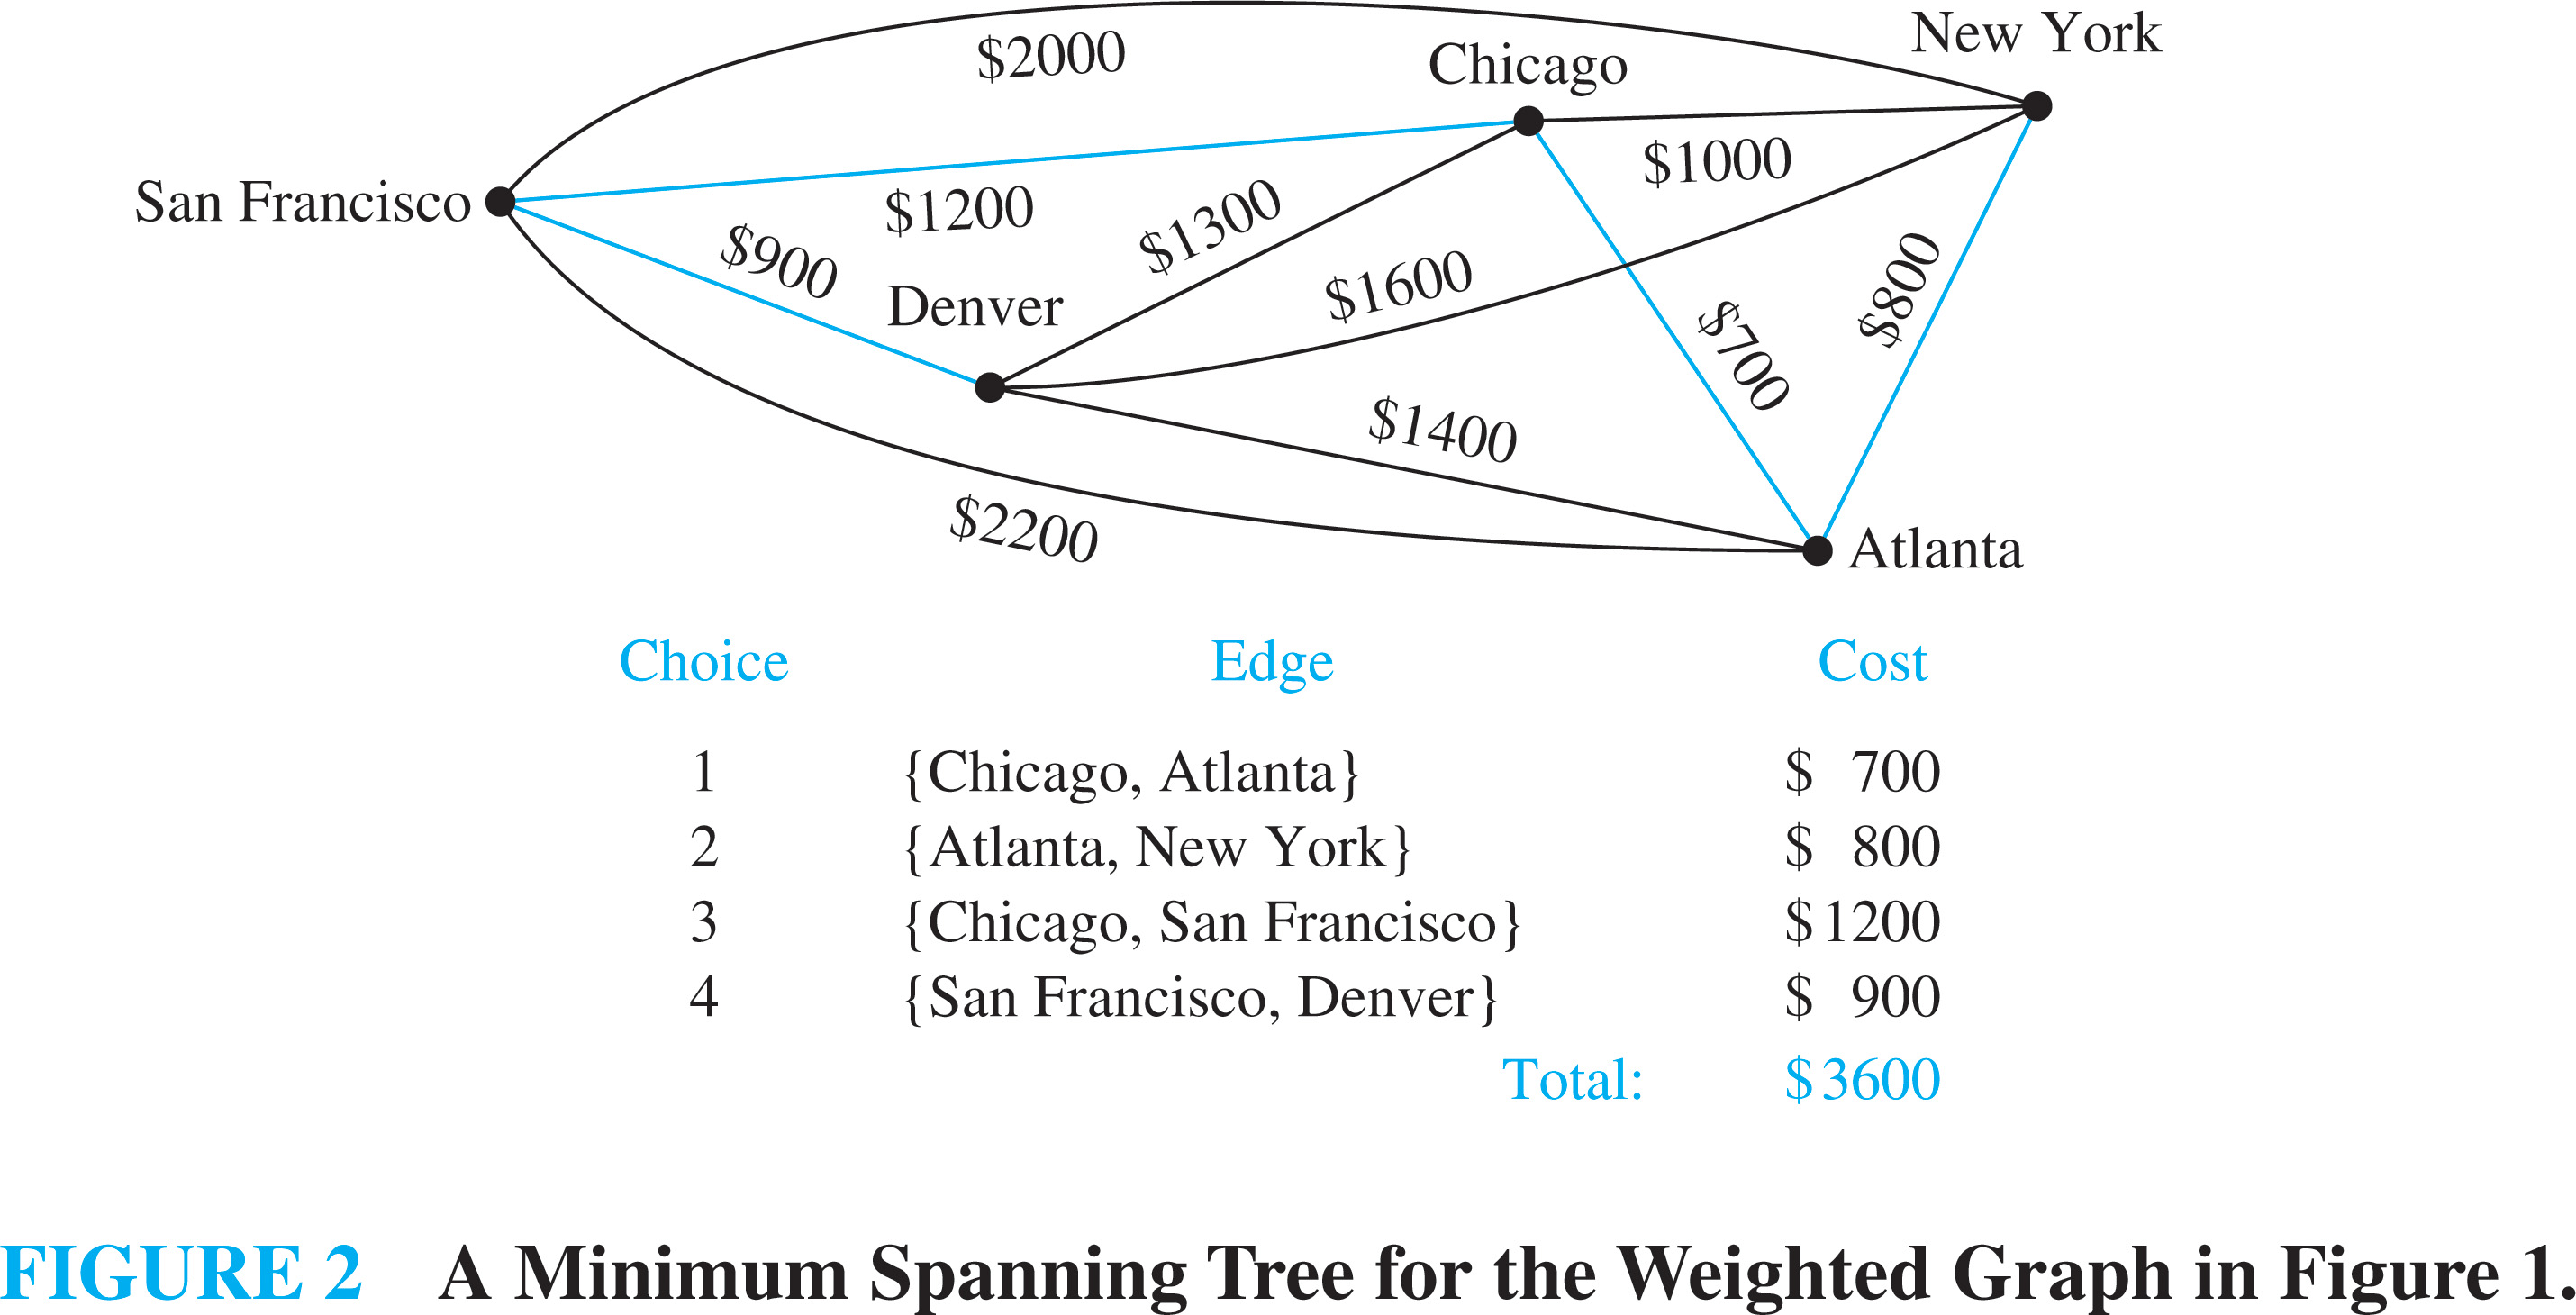 New York
$2000
Chicago
$1000
San Francisco
$1200
$900
$1300
$1600
$800
Denver
$700
$1400
$2200
Atlanta
Choice Edge Cost
1 {Chicago, Atlanta} $ 700
2 {Atlanta, New York} $ 800
3 {Chicago, San Francisco} $1200
4 {San Francisco, Denver} $ 900
Total: $3600
FIGURE 2 A Minimum Spanning Tree for the Weighted Graph in Figure 1.